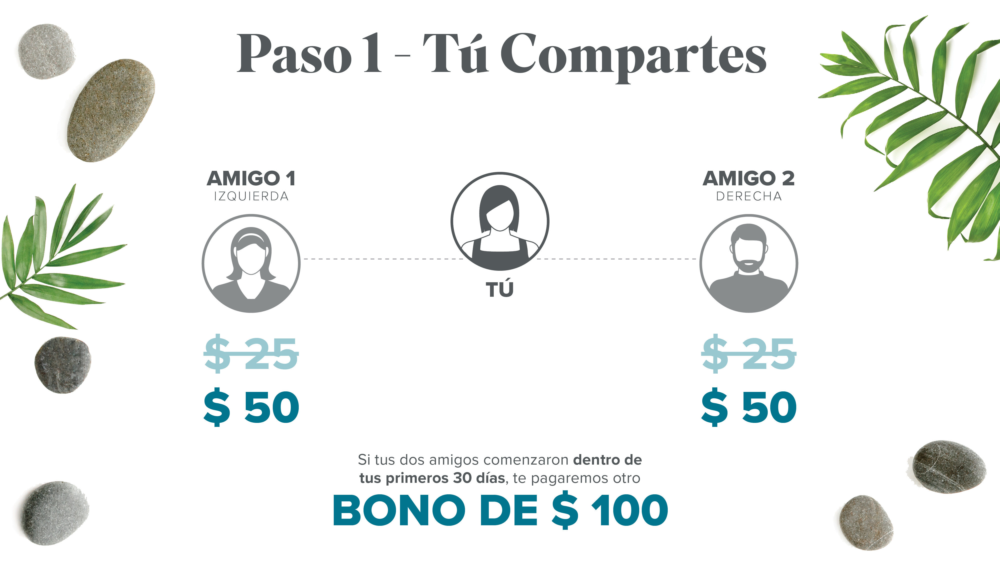 Paso 1 – Tú Compartes
AMIGO 1
IZQUIERDA
AMIGO 2
DERECHA
TÚ
$ 25
$ 25
$ 50
$ 50
Si tus dos amigos comenzaron dentro de
tus primeros 30 días, te pagaremos otro
BONO DE $ 100